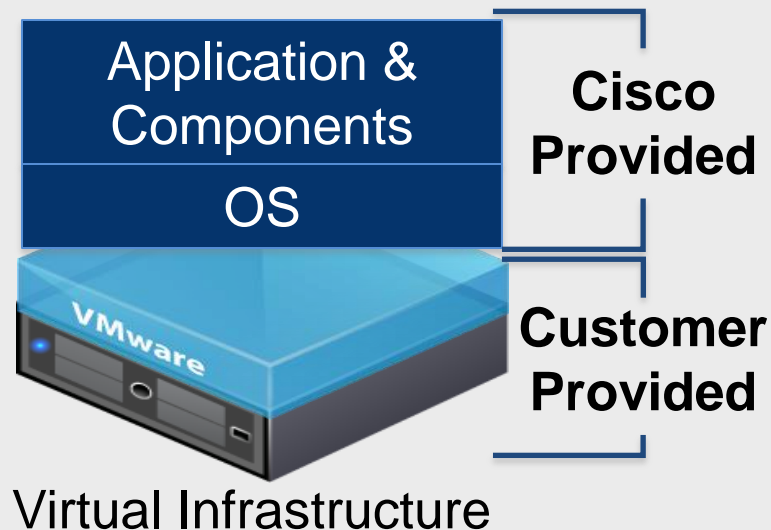 Application &
Components
Cisco
Provided
OS
VMware
Customer
Provided
Virtual Infrastructure